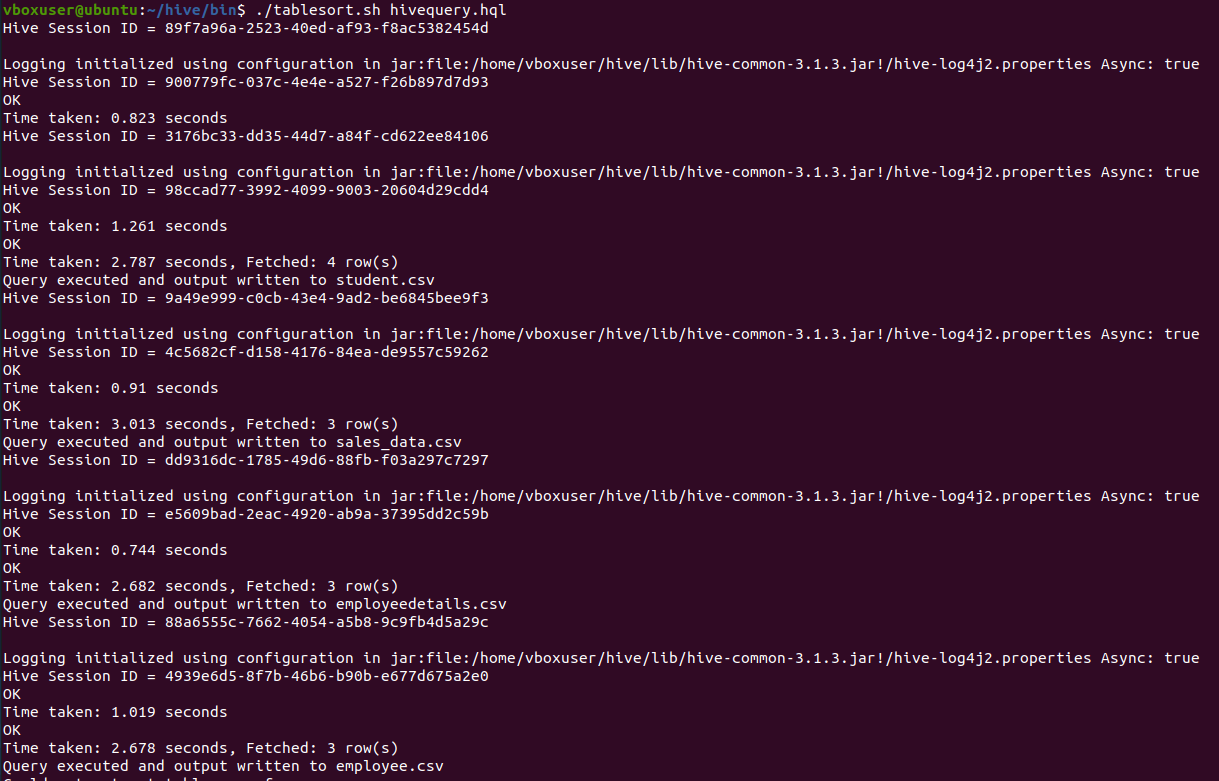 vboxuser@ubuntu:~/hive/bin$ ./tablesort.sh hivequery.hql
Hive Session ID = 89f7a96a-2523-40ed-af93-f8ac5382454d
Logging initialized using configuration in jar:file:/home/vboxuser/hive/lib/hive-common-3.1.3.jar!/hive-log4j2.properties Async: true
Hive Session ID = 900779fc-037c-4e4e-a527-f26b897d7d93
OK
Time taken: 0.823 seconds
Hive Session ID = 3176bc33-dd35-44d7-a84f-cd622ee84106
Logging initialized using configuration in jar:file:/home/vboxuser/hive/lib/hive-common-3.1.3.jar!/hive-log4j2.properties Async: true
Hive Session ID = 98ccad77-3992-4099-9003-20604d29cdd4
OK
Time taken: 1.261 seconds
OK
Time taken: 2.787 seconds, Fetched: 4 row(s)
Query executed and output written to student.csv
Hive Session ID = 9a49e999-c0cb-43e4-9ad2-be6845bee9f3
Logging initialized using configuration in jar:file:/home/vboxuser/hive/lib/hive-common-3.1.3.jar!/hive-log4j2.properties Async: true
Hive Session ID = 4c5682cf-d158-4176-84ea-de9557c59262
OK
Time taken: 0.91 seconds
OK
Time taken: 3.013 seconds, Fetched: 3 row(s)
Query executed and output written to sales_data.csv
Hive Session ID = dd9316dc-1785-49d6-88fb-f03a297c7297
Logging initialized using configuration in jar:file:/home/vboxuser/hive/lib/hive-common-3.1.3.jar!/hive-log4j2.properties Async: true
Hive Session ID = e5609bad-2eac-4920-ab9a-37395dd2c59b
OK
Time taken: 0.744 seconds
OK
Time taken: 2.682 seconds, Fetched: 3 row(s)
Query executed and output written to employeedetails.csv
Hive Session ID = 88a6555c-7662-4054-a5b8-9c9fb4d5a29c
Logging initialized using configuration in jar:file:/home/vboxuser/hive/lib/hive-common-3.1.3.jar!/hive-log4j2.properties Async: true
Hive Session ID = 4939e6d5-8f7b-46b6-b90b-e677d675a2e0
OK
Time taken: 1.019 seconds
OK
Time taken: 2.678 seconds, Fetched: 3 row(s)
Query executed and output written to employee.csv